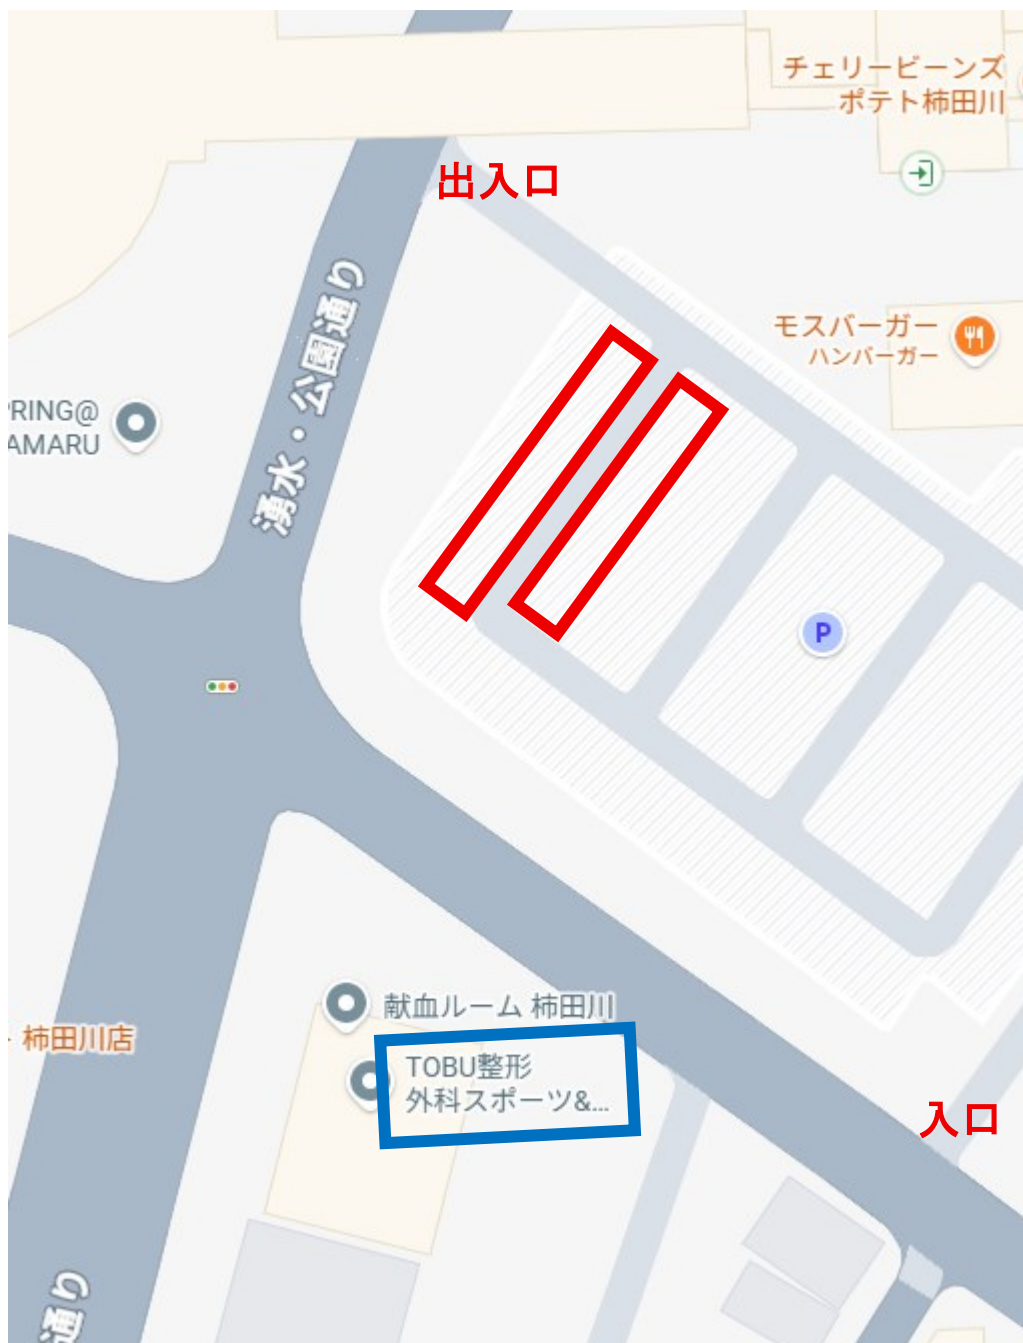 チェリービーンズ
ポテト柿田川
出入口
湧水・公園通り
モスバーガー
ハンバーガー
PRING@
AMARU
P
献血ルーム 柿田川
柿田川店
TOBU整形
外科スポーツ&...
入口
通り